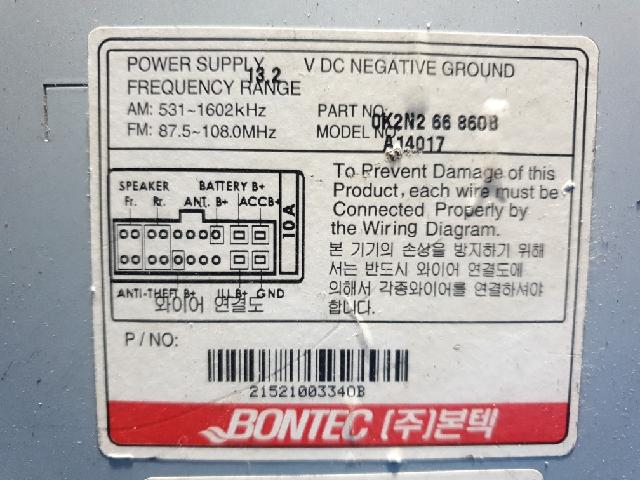 POWER SUPPLY 13.2 V DC NEGATIVE GROUND
FREQUENCY RANGE
AM: 531~1602kHz
FM: 87.5~108.0MHz
PART NO: 0K2N2 66 860B
MODEL NO: A14017
SPEAKER BATTERY B+
Fr. Rr. ANT. B+ ACCB+
10A
ANTI-THEFT B+ ILL B+ GND
와이어 연결도
To Prevent Damage of this
Product, each wire must be
Connected Properly by
the Wiring Diagram.
본 기기의 손상을 방지하기 위해
서는 반드시 와이어 연결도에
의해서 각종와이어를 연결하셔야
합니다.
P/NO:
21521003340B
BONTEC (주)본텍